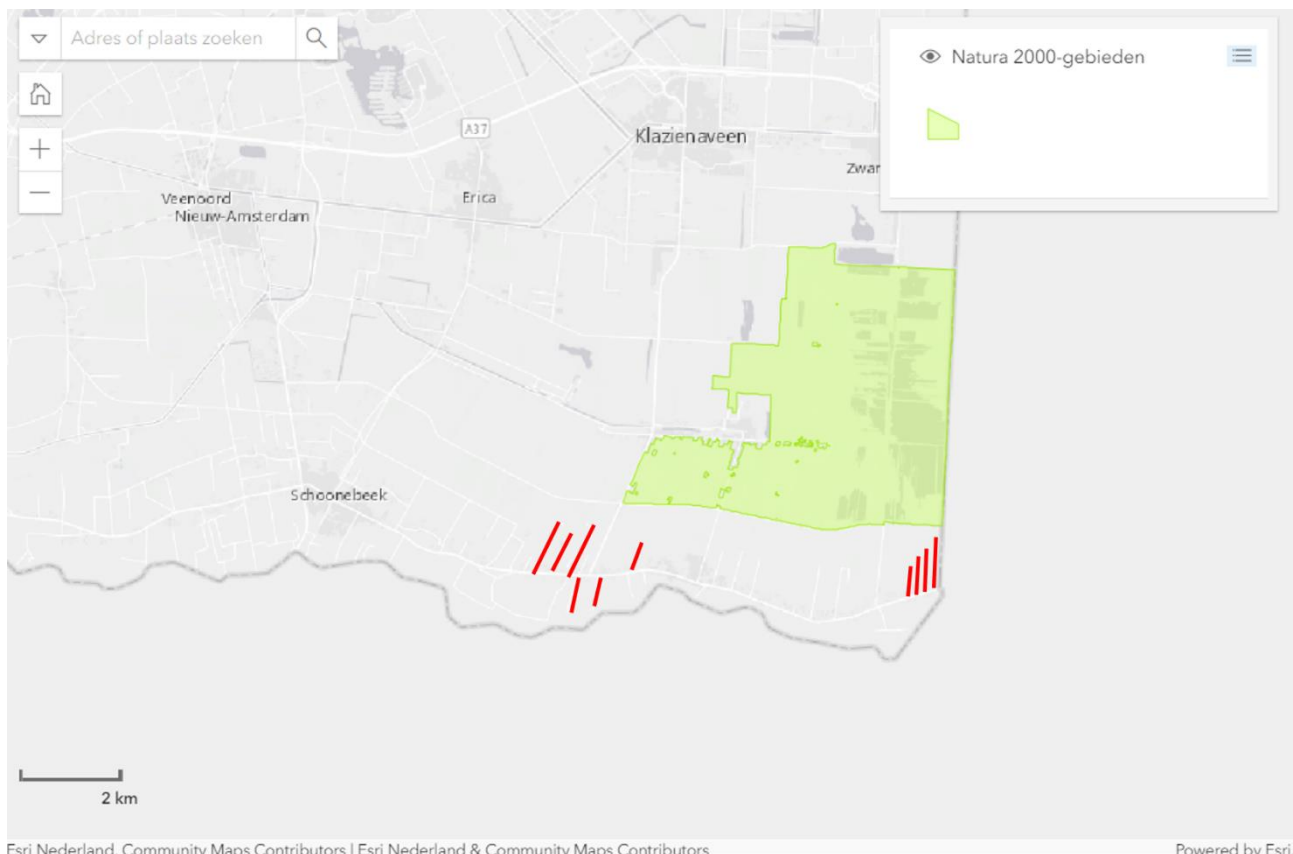 Adres of plaats zoeken
Natura 2000-gebieden
A37
Klazienaveen
Zwar
Veenoord
Nieuw-Amsterdam
Erica
Schoonebeek
2 km
Esri Nederland, Community Maps Contributors | Esri Nederland & Community Maps Contributors
Powered by Esri